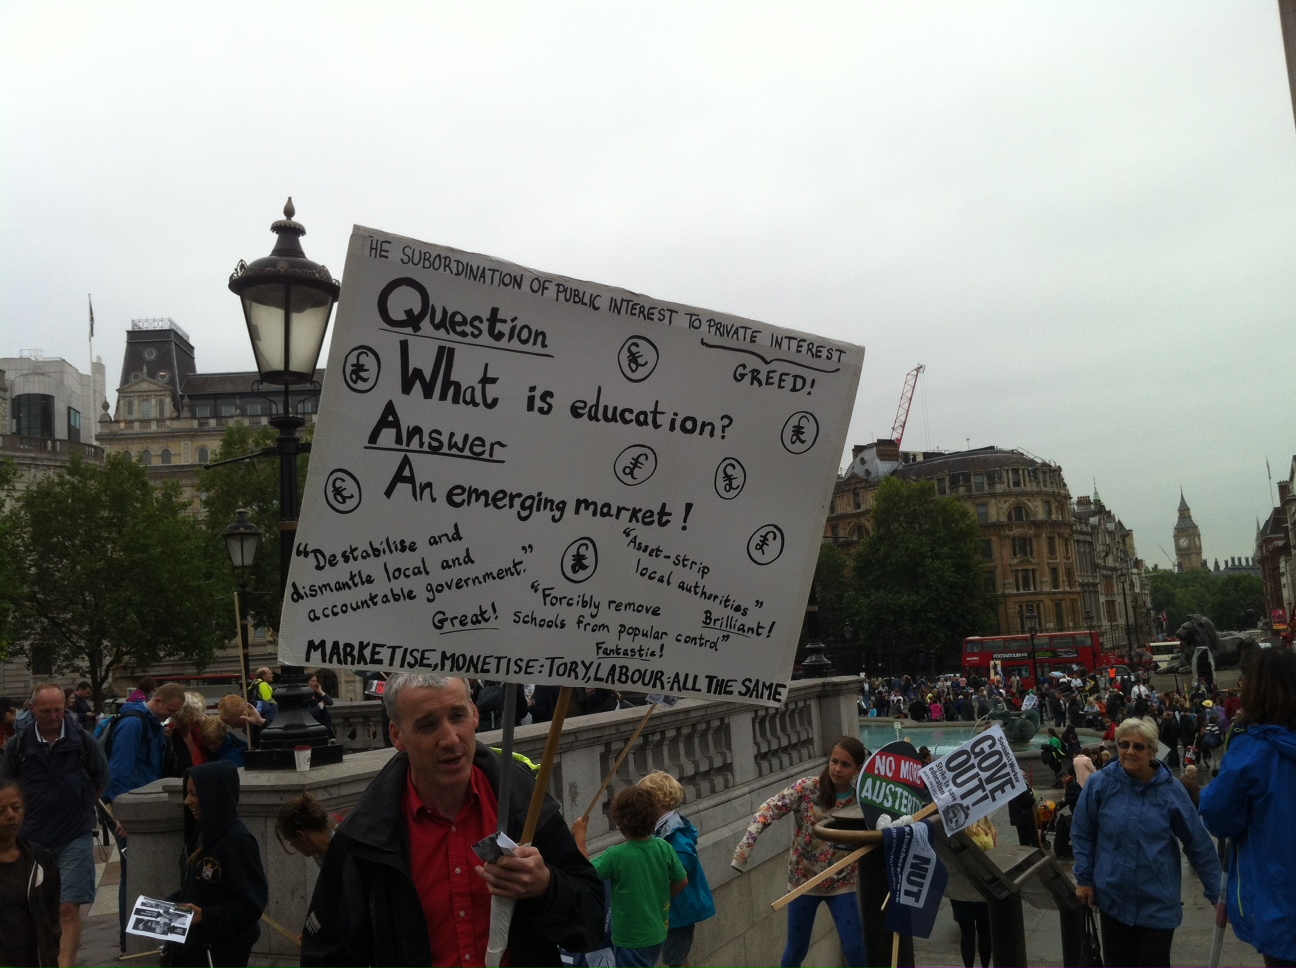 THE SUBORDINATION OF PUBLIC INTEREST TO PRIVATE INTEREST
GREED!
Question
What is education?
Answer
An emerging market!
"Destabilise and
dismantle local and
accountable government."
Great!
"Asset-strip
local authorities"
Brilliant!
"Forcibly remove
schools from popular control"
Fantastic!
MARKETISE, MONETISE: TORY, LABOUR: ALL THE SAME
NO MORE
AUSTERITY
GOVE
OUT!
NUT